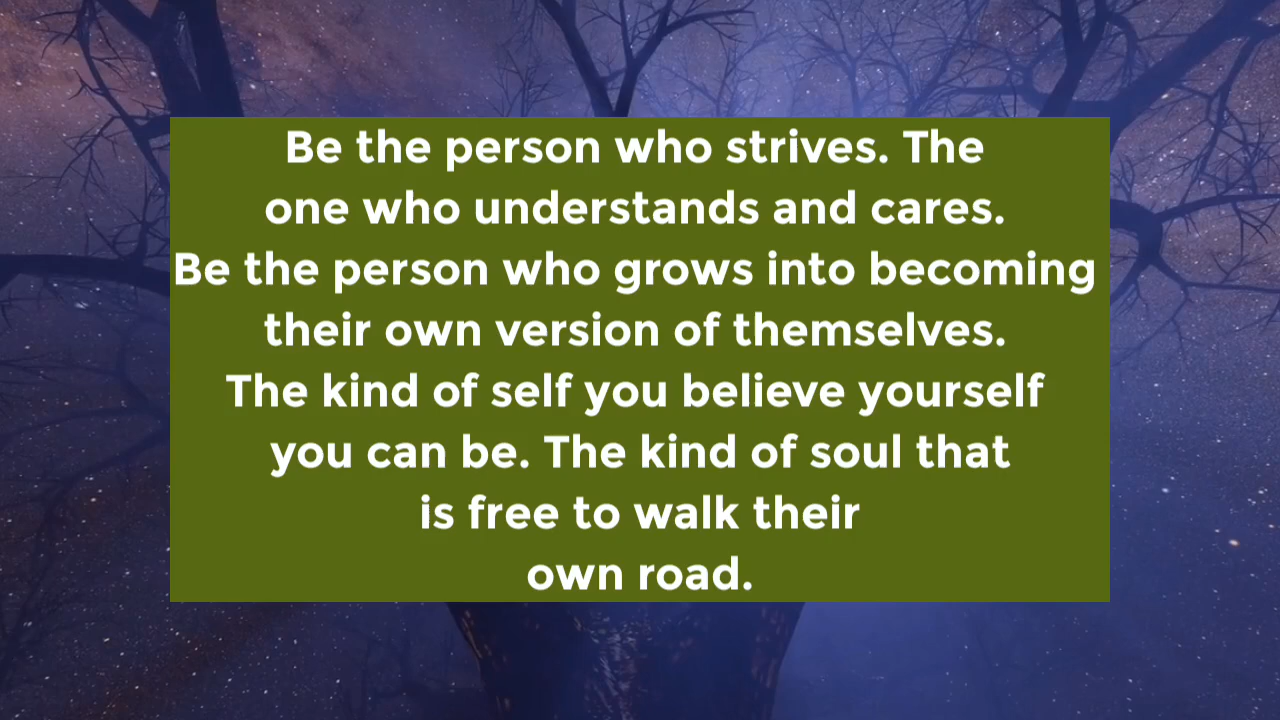 Be the person who strives. The
one who understands and cares.
Be the person who grows into becoming
their own version of themselves.
The kind of self you believe yourself
you can be. The kind of soul that
is free to walk their
own road.